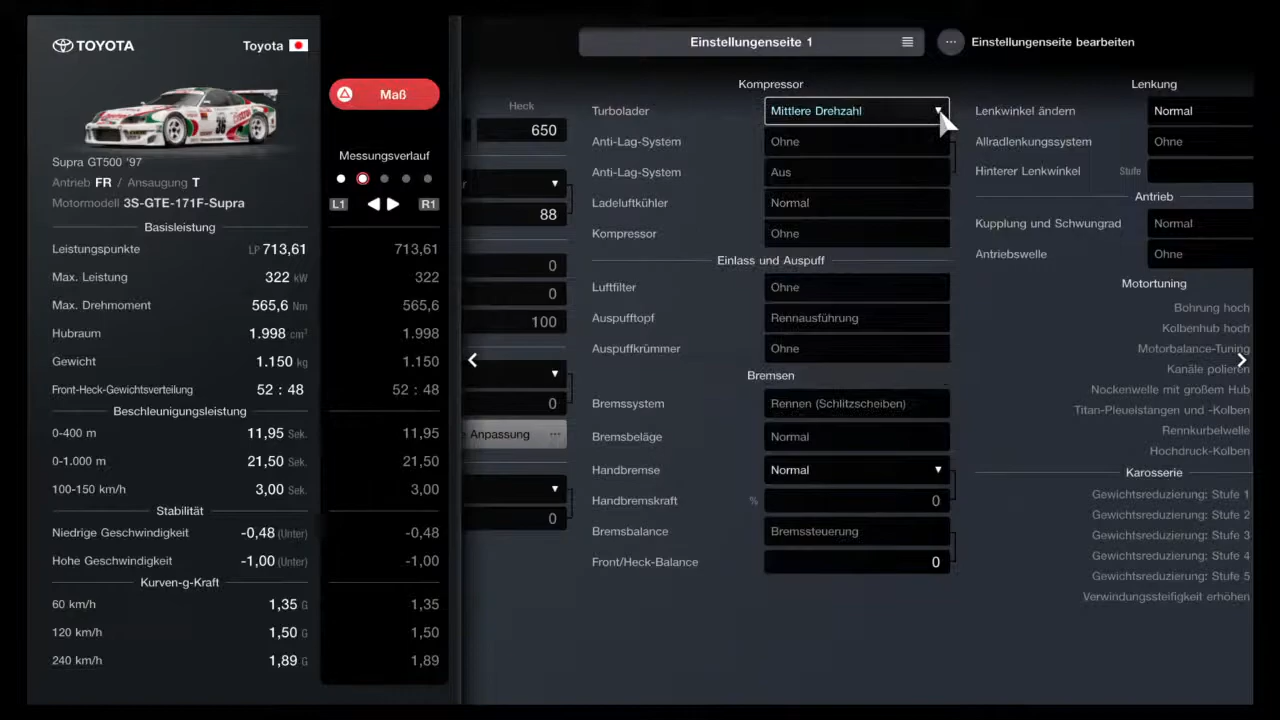 TOYOTA
Toyota
Supra GT500 '97
Antrieb FR / Ansaugung T
Motormodell 3S-GTE-171F-Supra
Basisleistung
Leistungspunkte LP 713,61
Max. Leistung 322 kW
Max. Drehmoment 565,6 Nm
Hubraum 1.998 cm³
Gewicht 1.150 kg
Front-Heck-Gewichtsverteilung 52 : 48
Beschleunigungsleistung
0-400 m 11,95 Sek.
0-1.000 m 21,50 Sek.
100-150 km/h 3,00 Sek.
Stabilität
Niedrige Geschwindigkeit -0,48 (Unter)
Hohe Geschwindigkeit -1,00 (Unter)
Kurven-g-Kraft
60 km/h 1,35 G
120 km/h 1,50 G
240 km/h 1,89 G
Maß
Messungsverlauf
L1 R1
713,61
322
565,6
1.998
1.150
52 : 48
11,95
21,50
3,00
-0,48
-1,00
1,35
1,50
1,89
Einstellungenseite 1
Einstellungenseite bearbeiten
Heck
650
88
0
0
100
0
Anpassung
0
Kompressor
Turbolader Mittlere Drehzahl
Anti-Lag-System Ohne
Anti-Lag-System Aus
Ladeluftkühler Normal
Kompressor Ohne
Einlass und Auspuff
Luftfilter Ohne
Auspufftopf Rennausführung
Auspuffkrümmer Ohne
Bremsen
Bremssystem Rennen (Schlitzscheiben)
Bremsbeläge Normal
Handbremse Normal
Handbremskraft % 0
Bremsbalance Bremssteuerung
Front/Heck-Balance 0
Lenkung
Lenkwinkel ändern Normal
Allradlenkungssystem Ohne
Hinterer Lenkwinkel Stufe
Antrieb
Kupplung und Schwungrad Normal
Antriebswelle Ohne
Motortuning
Bohrung hoch
Kolbenhub hoch
Motorbalance-Tuning
Kanäle polieren
Nockenwelle mit großem Hub
Titan-Pleuelstangen und -Kolben
Rennkurbelwelle
Hochdruck-Kolben
Karosserie
Gewichtsreduzierung: Stufe 1
Gewichtsreduzierung: Stufe 2
Gewichtsreduzierung: Stufe 3
Gewichtsreduzierung: Stufe 4
Gewichtsreduzierung: Stufe 5
Verwindungssteifigkeit erhöhen